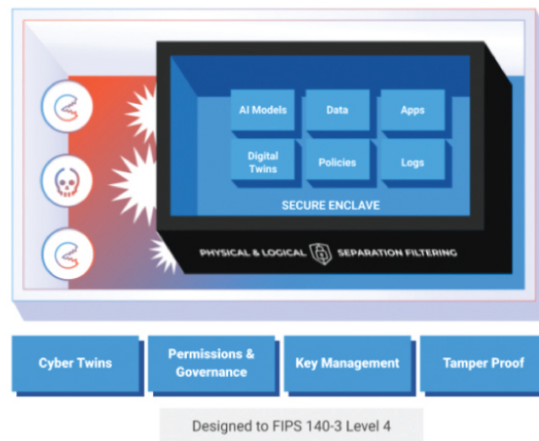 AI Models
Data
Apps
Digital
Twins
Policies
Logs
SECURE ENCLAVE
PHYSICAL & LOGICAL SEPARATION FILTERING
Cyber Twins
Permissions &
Governance
Key Management
Tamper Proof
Designed to FIPS 140-3 Level 4